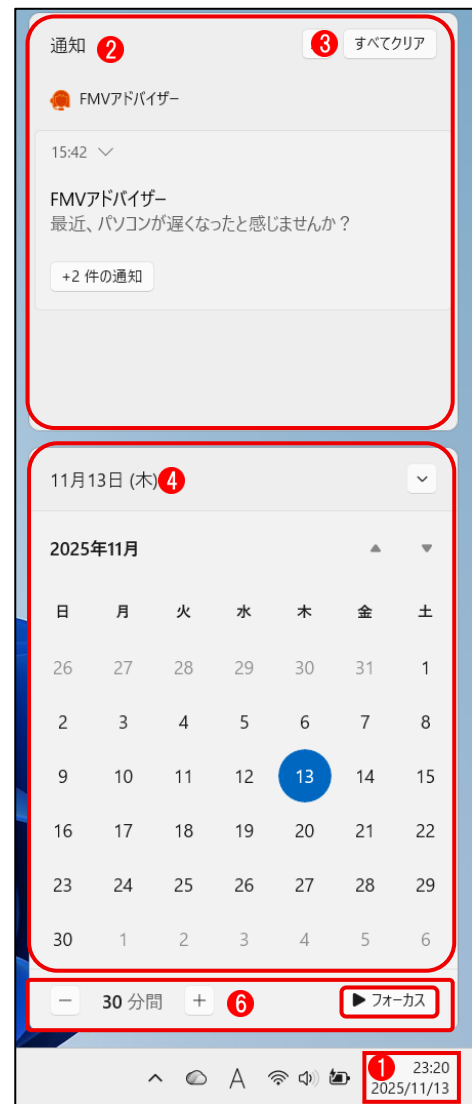 通知 2
3 すべてクリア
FMVアドバイザー
15:42
FMVアドバイザー
最近、パソコンが遅くなったと感じませんか？
+2 件の通知
11月13日 (木) 4
2025年11月
日 月 火 水 木 金 土
26 27 28 29 30 31 1
2 3 4 5 6 7 8
9 10 11 12 13 14 15
16 17 18 19 20 21 22
23 24 25 26 27 28 29
30 1 2 3 4 5 6
30 分間 6 フォーカス
A 1 23:20
2025/11/13